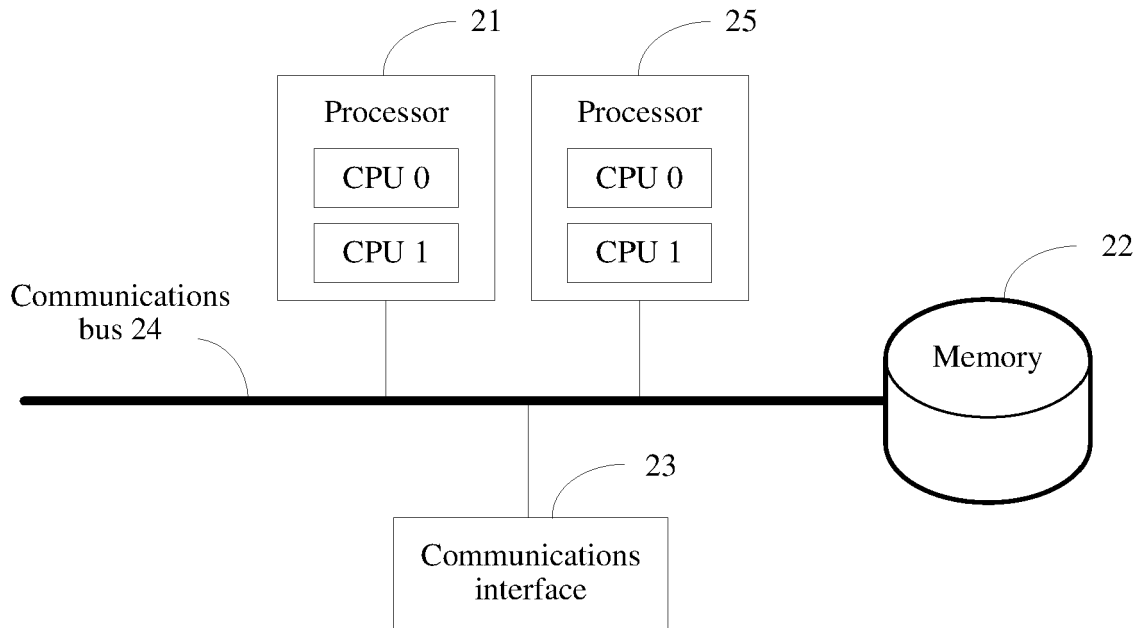 21
25
Processor
CPU 0
CPU 1
Processor
CPU 0
CPU 1
22
Communications
bus 24
Memory
23
Communications
interface